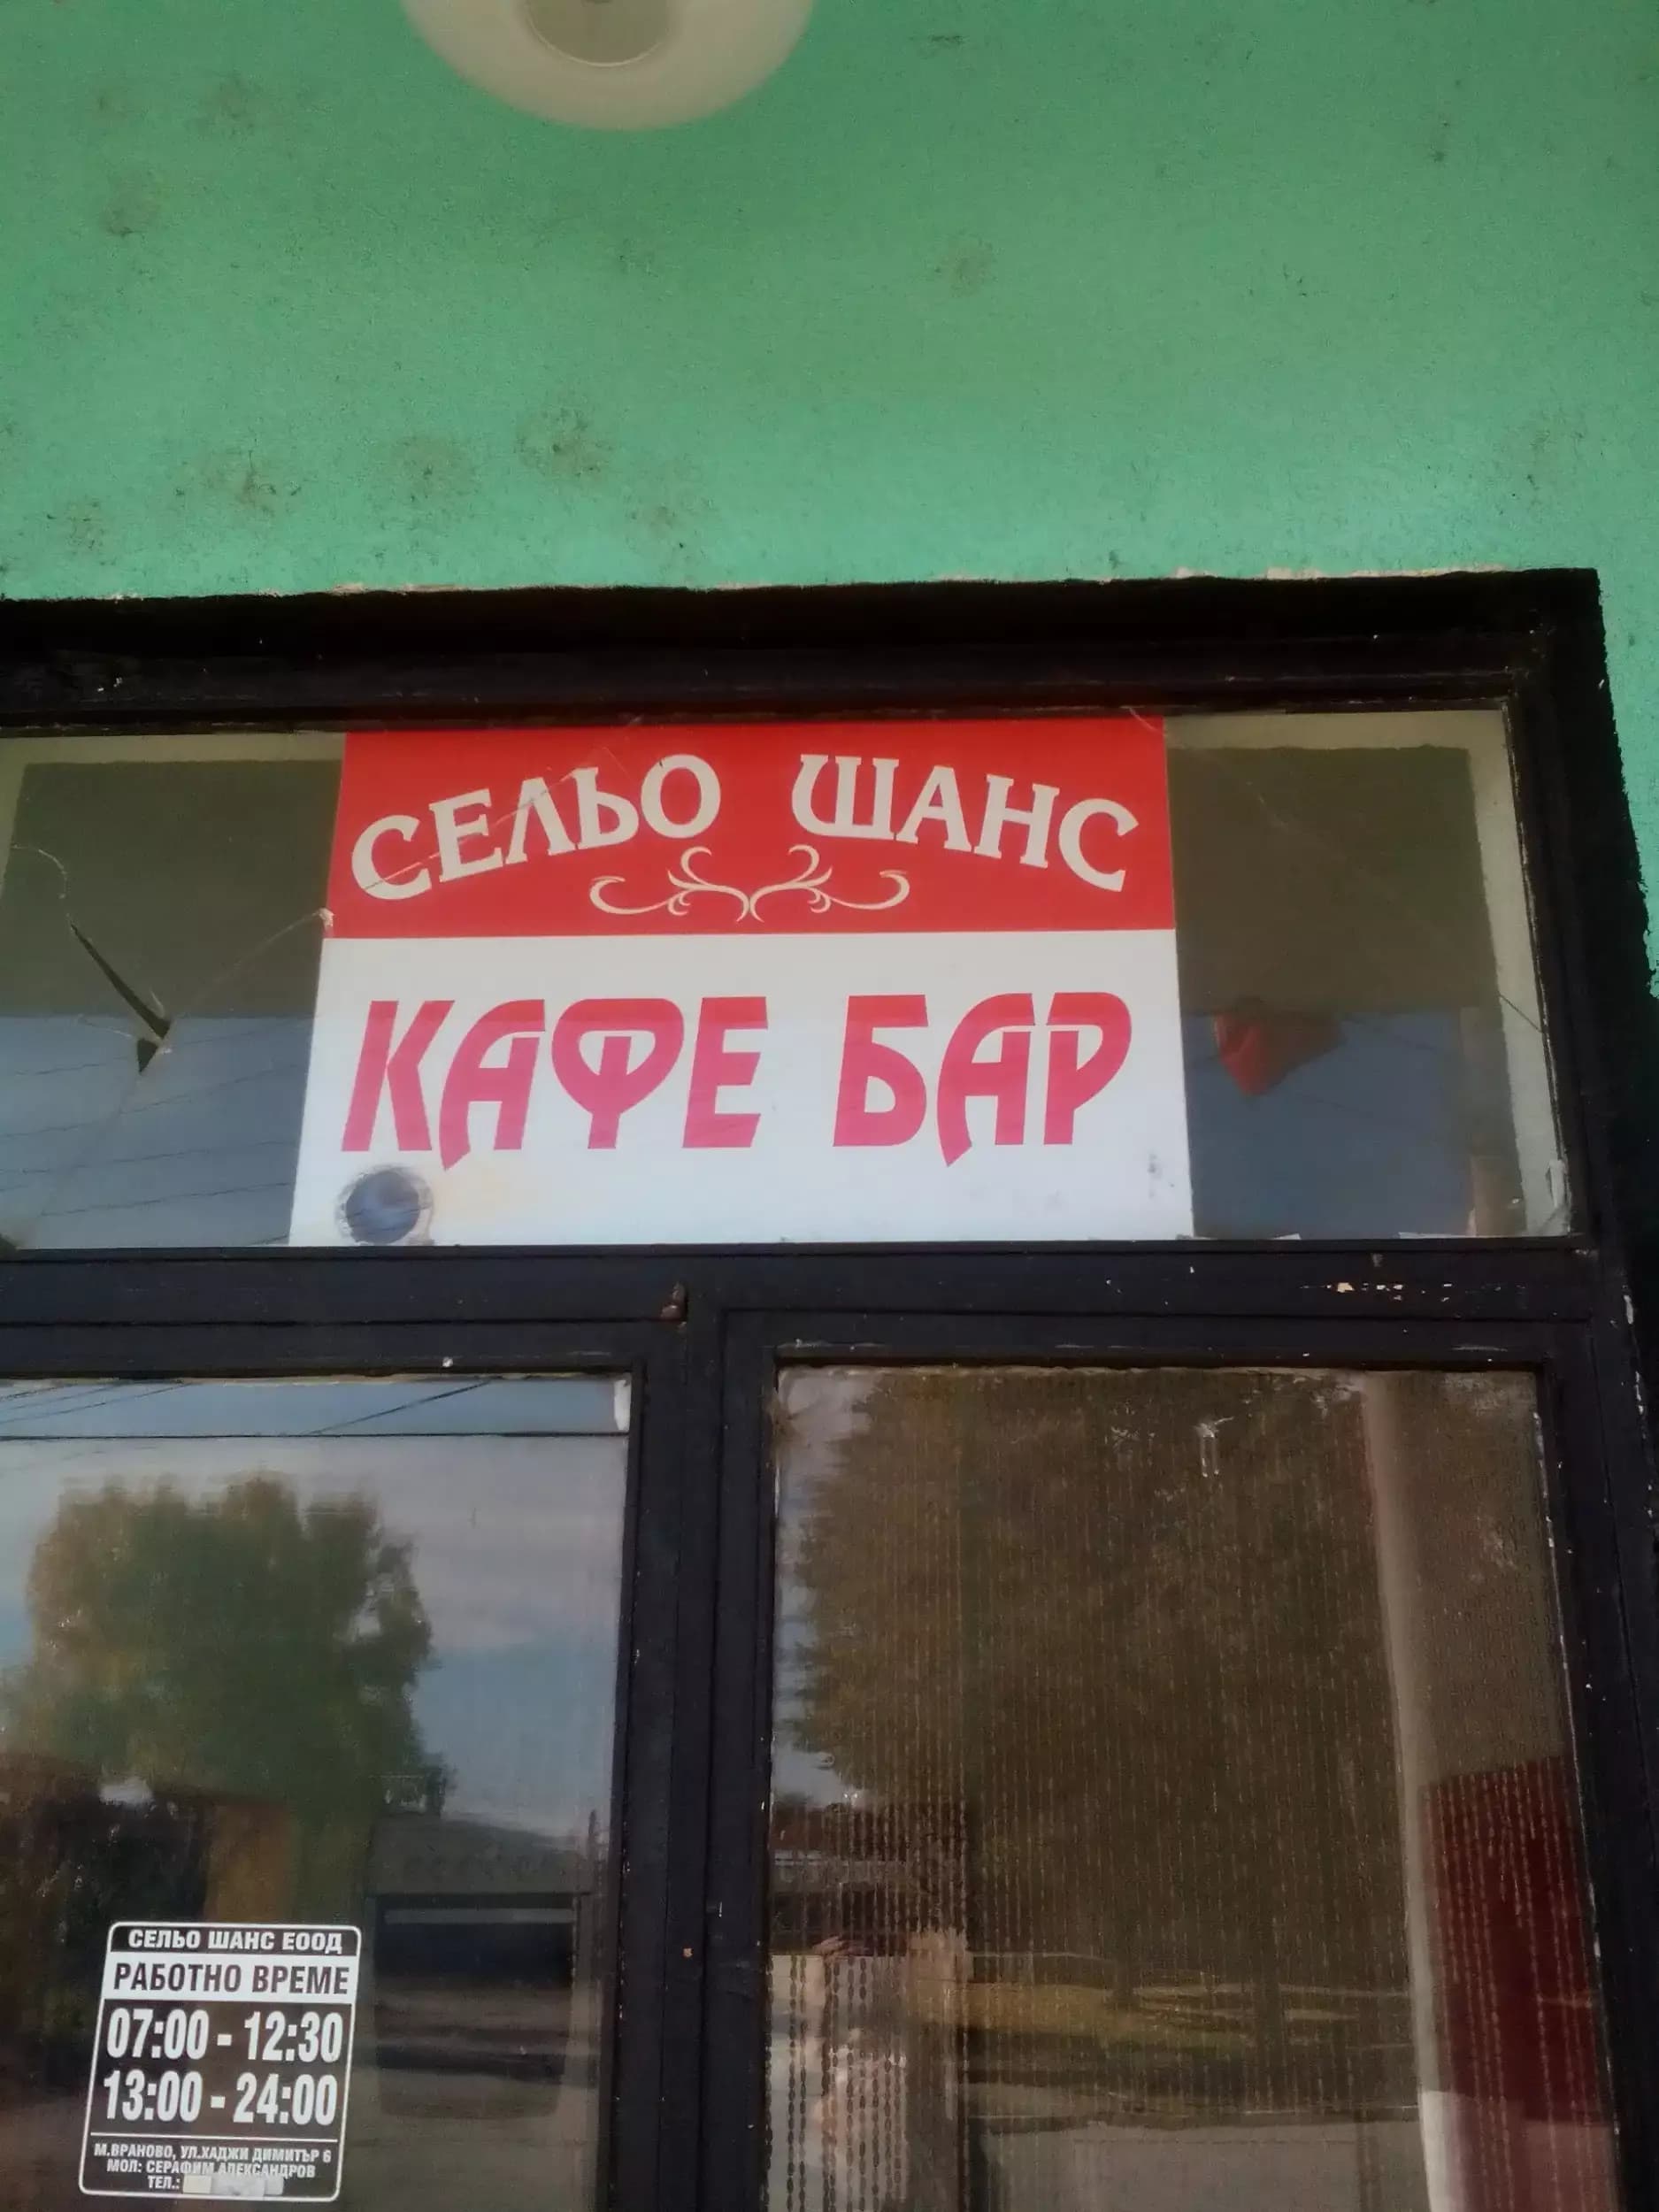 СЕЛЬО ШАНС
КАФЕ БАР
СЕЛЬО ШАНС ЕООД
РАБОТНО ВРЕМЕ
07:00 - 12:30
13:00 - 24:00
М.ВРАНОВО, УЛ.ХАДЖИ ДИМИТЪР 6
МОЛ: СЕРАФИМ АЛЕКСАНДРОВ
ТЕЛ.: